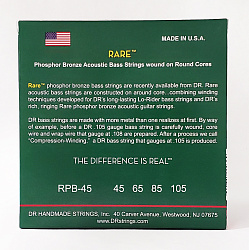 MADE IN U.S.A.
RARE™
Phosphor Bronze Acoustic Bass Strings wound on Round Cores
Rare™ phosphor bronze bass strings are recently available from DR. Rare
acoustic bass strings are constructed on around core...combining winding
techniques developed for DR's long-lasting Lo-Rider bass strings and DR's
rich, ringing Rare phosphor bronze acoustic guitar strings.
DR bass strings are made with more metal than one realizes at first. By way
of example, before a DR .105 gauge bass string is carefully wound, core
wire and wrap wire that gauge at .108 are prepared. After a process we call
"Compression-Winding," a DR bass string that gauges at .105 is born.
THE DIFFERENCE IS REAL™
RPB-45 45 65 85 105
DR HANDMADE STRINGS, Inc. 40 Carver Avenue, Westwood, NJ 07675
www.DRstrings.com